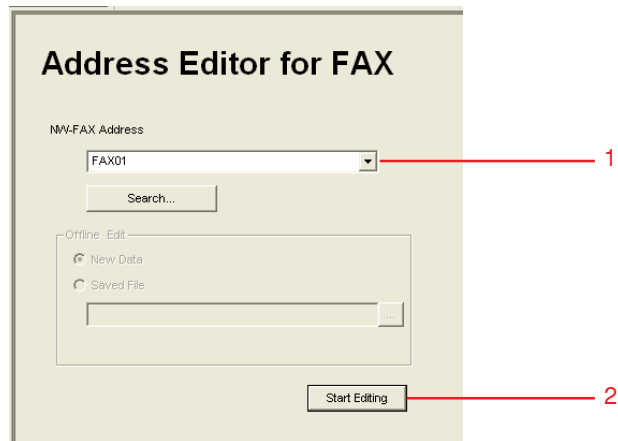 Address Editor for FAX
NW-FAX Address
FAX01
1
Search...
Offline Edit
New Data
Saved File
...
Start Editing
2